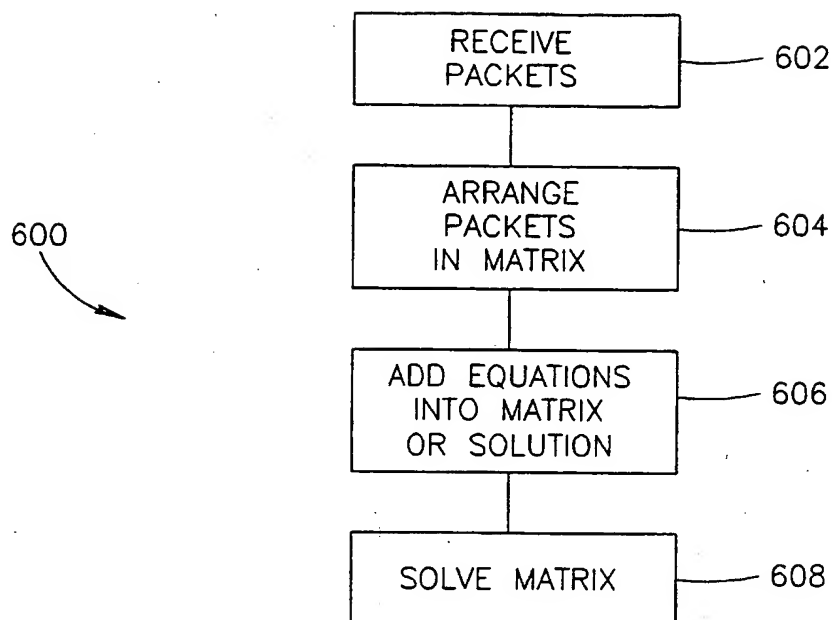 RECEIVE
PACKETS
602
ARRANGE
PACKETS
IN MATRIX
604
600
ADD EQUATIONS
INTO MATRIX
OR SOLUTION
606
SOLVE MATRIX
608